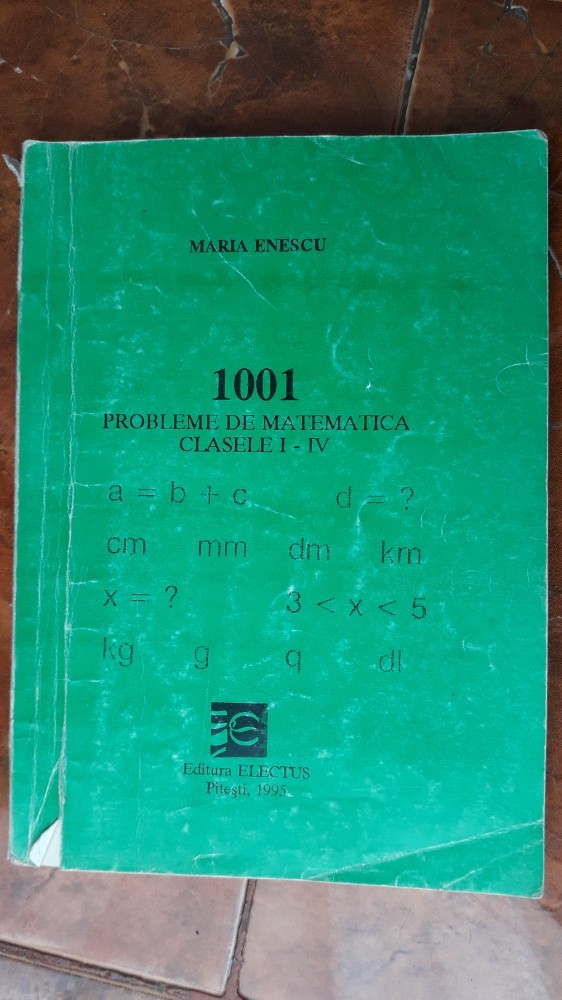 MARIA ENESCU
1001
PROBLEME DE MATEMATICA
CLASELE I - IV
a = b + c d = ?
cm mm dm km
x = ? 3 < x < 5
kg g q dl
Editura ELECTUS
Pitești, 1995